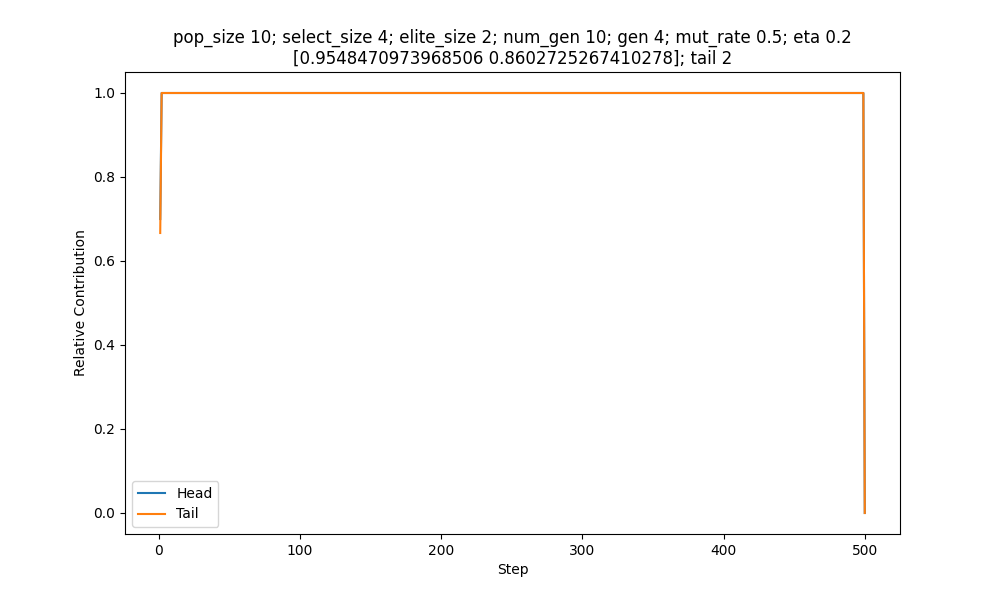 pop_size 10; select_size 4; elite_size 2; num_gen 10; gen 4; mut_rate 0.5; eta 0.2
[0.9548470973968506 0.8602725267410278]; tail 2
Relative Contribution
1.0
0.8
0.6
0.4
0.2
0.0
Head
Tail
0
100
200
300
400
500
Step